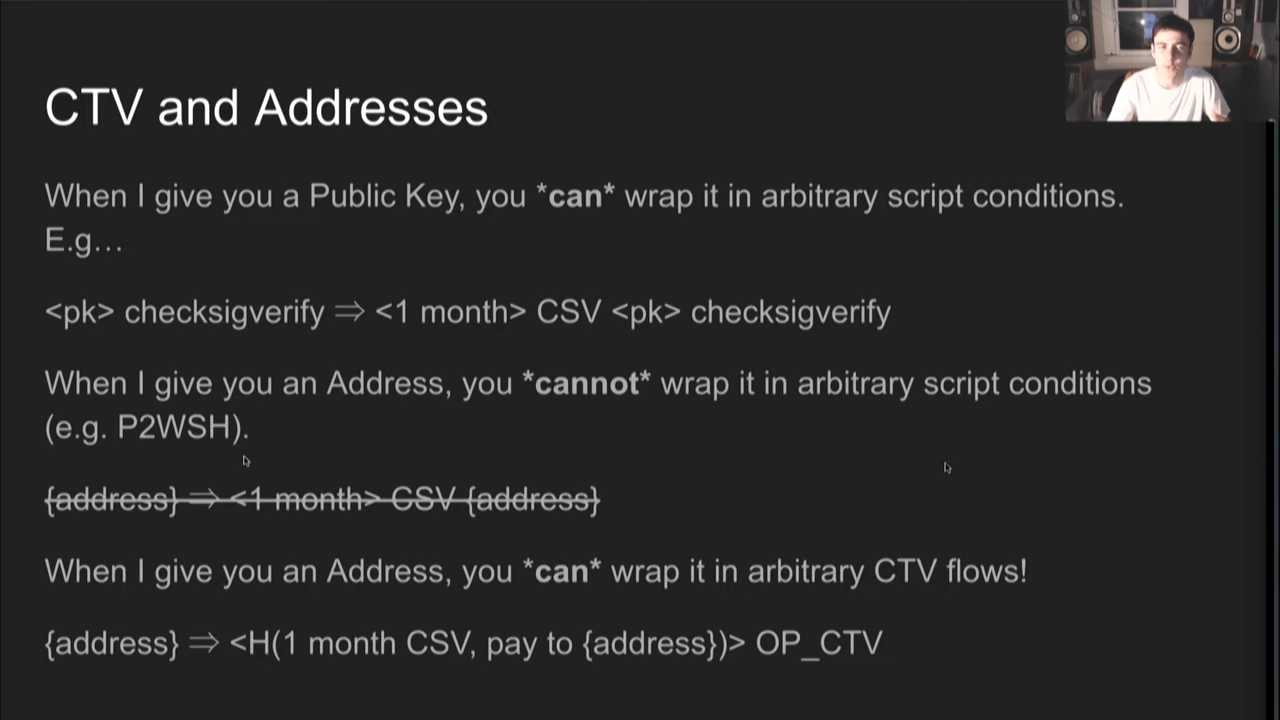 CTV and Addresses
When I give you a Public Key, you *can* wrap it in arbitrary script conditions.
E.g…
<pk> checksigverify ⇒ <1 month> CSV <pk> checksigverify
When I give you an Address, you *cannot* wrap it in arbitrary script conditions
(e.g. P2WSH).
{address} ⇒ <1 month> CSV {address}
When I give you an Address, you *can* wrap it in arbitrary CTV flows!
{address} ⇒ <H(1 month CSV, pay to {address})> OP_CTV